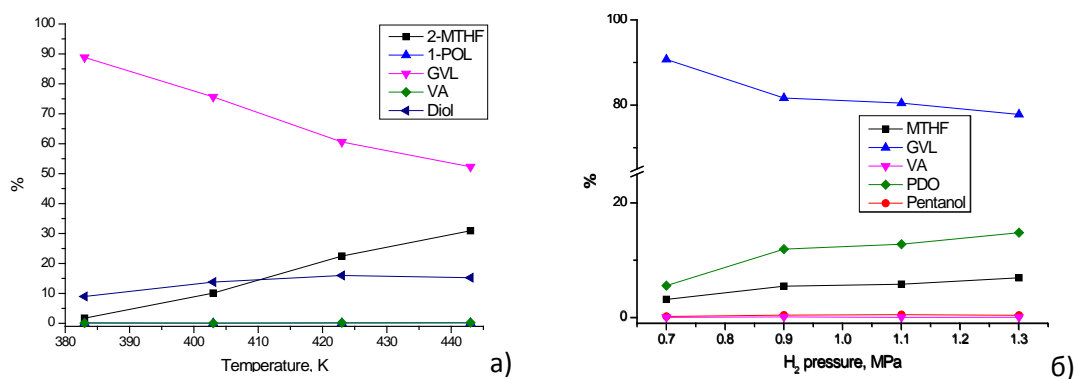 100
90
80
70
60
50
40
30
20
10
0
%
380 390 400 410 420 430 440
Temperature, K
2-MTHF
1-POL
GVL
VA
Diol
а)
100
80
20
0
%
0.7 0.8 0.9 1.0 1.1 1.2 1.3
H₂ pressure, MPa
MTHF
GVL
VA
PDO
Pentanol
б)